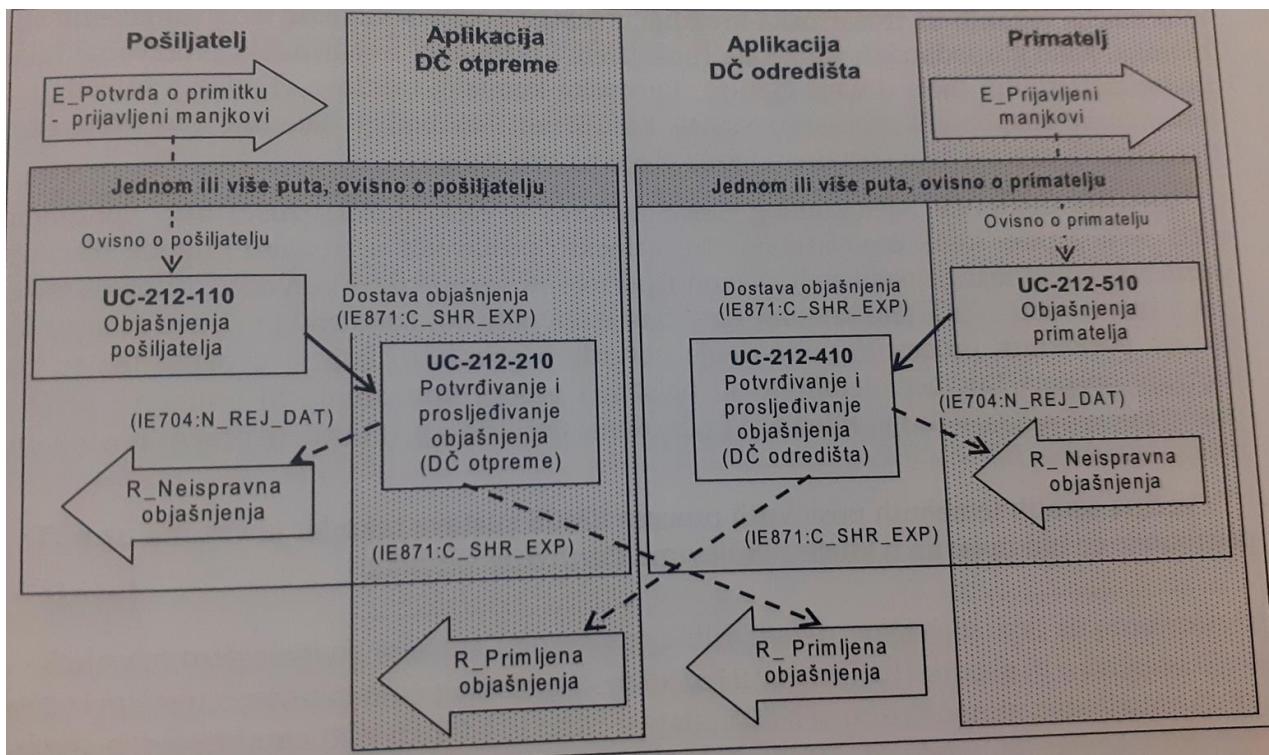 Pošiljatelj
Aplikacija
DČ otpreme
Aplikacija
DČ odredišta
Primatelj
E_Potvrda o primitku
- prijavljeni manjkovi
E_Prijavljeni
manjkovi
Jednom ili više puta, ovisno o pošiljatelju
Jednom ili više puta, ovisno o primatelju
Ovisno o pošiljatelju
Ovisno o primatelju
UC-212-110
Objašnjenja
pošiljatelja
Dostava objašnjenja
(IE871:C_SHR_EXP)
Dostava objašnjenja
(IE871:C_SHR_EXP)
UC-212-510
Objašnjenja
primatelja
UC-212-210
Potvrđivanje i
prosljeđivanje
objašnjenja
(DČ otpreme)
UC-212-410
Potvrđivanje i
prosljeđivanje
objašnjenja
(DČ odredišta)
(IE704:N_REJ_DAT)
(IE704:N_REJ_DAT)
R_Neispravna
objašnjenja
R_ Neispravna
objašnjenja
(IE871:C_SHR_EXP)
(IE871:C_SHR_EXP)
R_Primljena
objašnjenja
R_ Primljena
objašnjenja